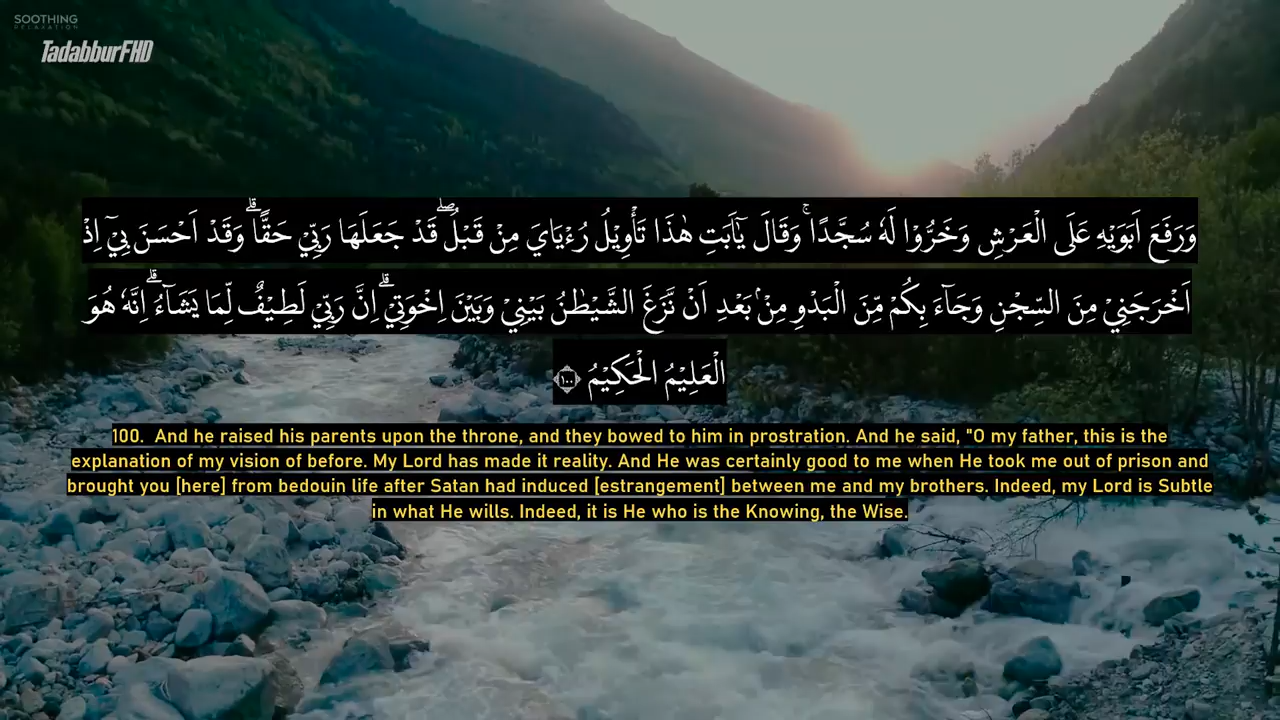 SOOTHING
RELAXATION
TadabburFHD
وَرَفَعَ اَبَوَيْهِ عَلَى الْعَرْشِ وَخَرُّوْا لَهٗ سُجَّدًاۚ وَقَالَ يٰۤاَبَتِ هٰذَا تَأْوِيْلُ رُءْيَايَ مِنْ قَبْلُۖ قَدْ جَعَلَهَا رَبِّيْ حَقًّاۗ وَقَدْ اَحْسَنَ بِيْۤ اِذْ
اَخْرَجَنِيْ مِنَ السِّجْنِ وَجَاۤءَ بِكُمْ مِّنَ الْبَدْوِ مِنْۢ بَعْدِ اَنْ نَّزَغَ الشَّيْطٰنُ بَيْنِيْ وَبَيْنَ اِخْوَتِيْۗ اِنَّ رَبِّيْ لَطِيْفٌ لِّمَا يَشَاۤءُۗ اِنَّهٗ هُوَ
الْعَلِيْمُ الْحَكِيْمُ ۝١٠٠
100.  And he raised his parents upon the throne, and they bowed to him in prostration. And he said, "O my father, this is the
explanation of my vision of before. My Lord has made it reality. And He was certainly good to me when He took me out of prison and
brought you [here] from bedouin life after Satan had induced [estrangement] between me and my brothers. Indeed, my Lord is Subtle
in what He wills. Indeed, it is He who is the Knowing, the Wise.